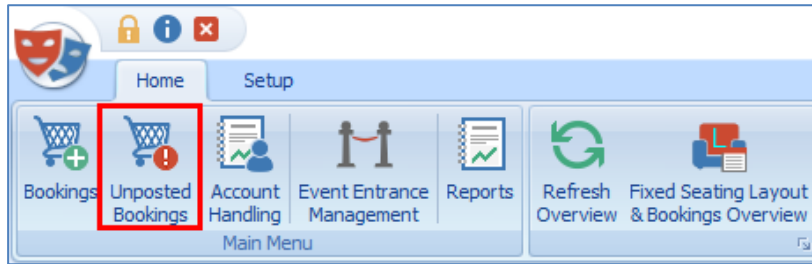 Home Setup
Bookings Unposted Account Event Entrance Reports Refresh Fixed Seating Layout
Bookings Handling Management Overview & Bookings Overview
Main Menu
L